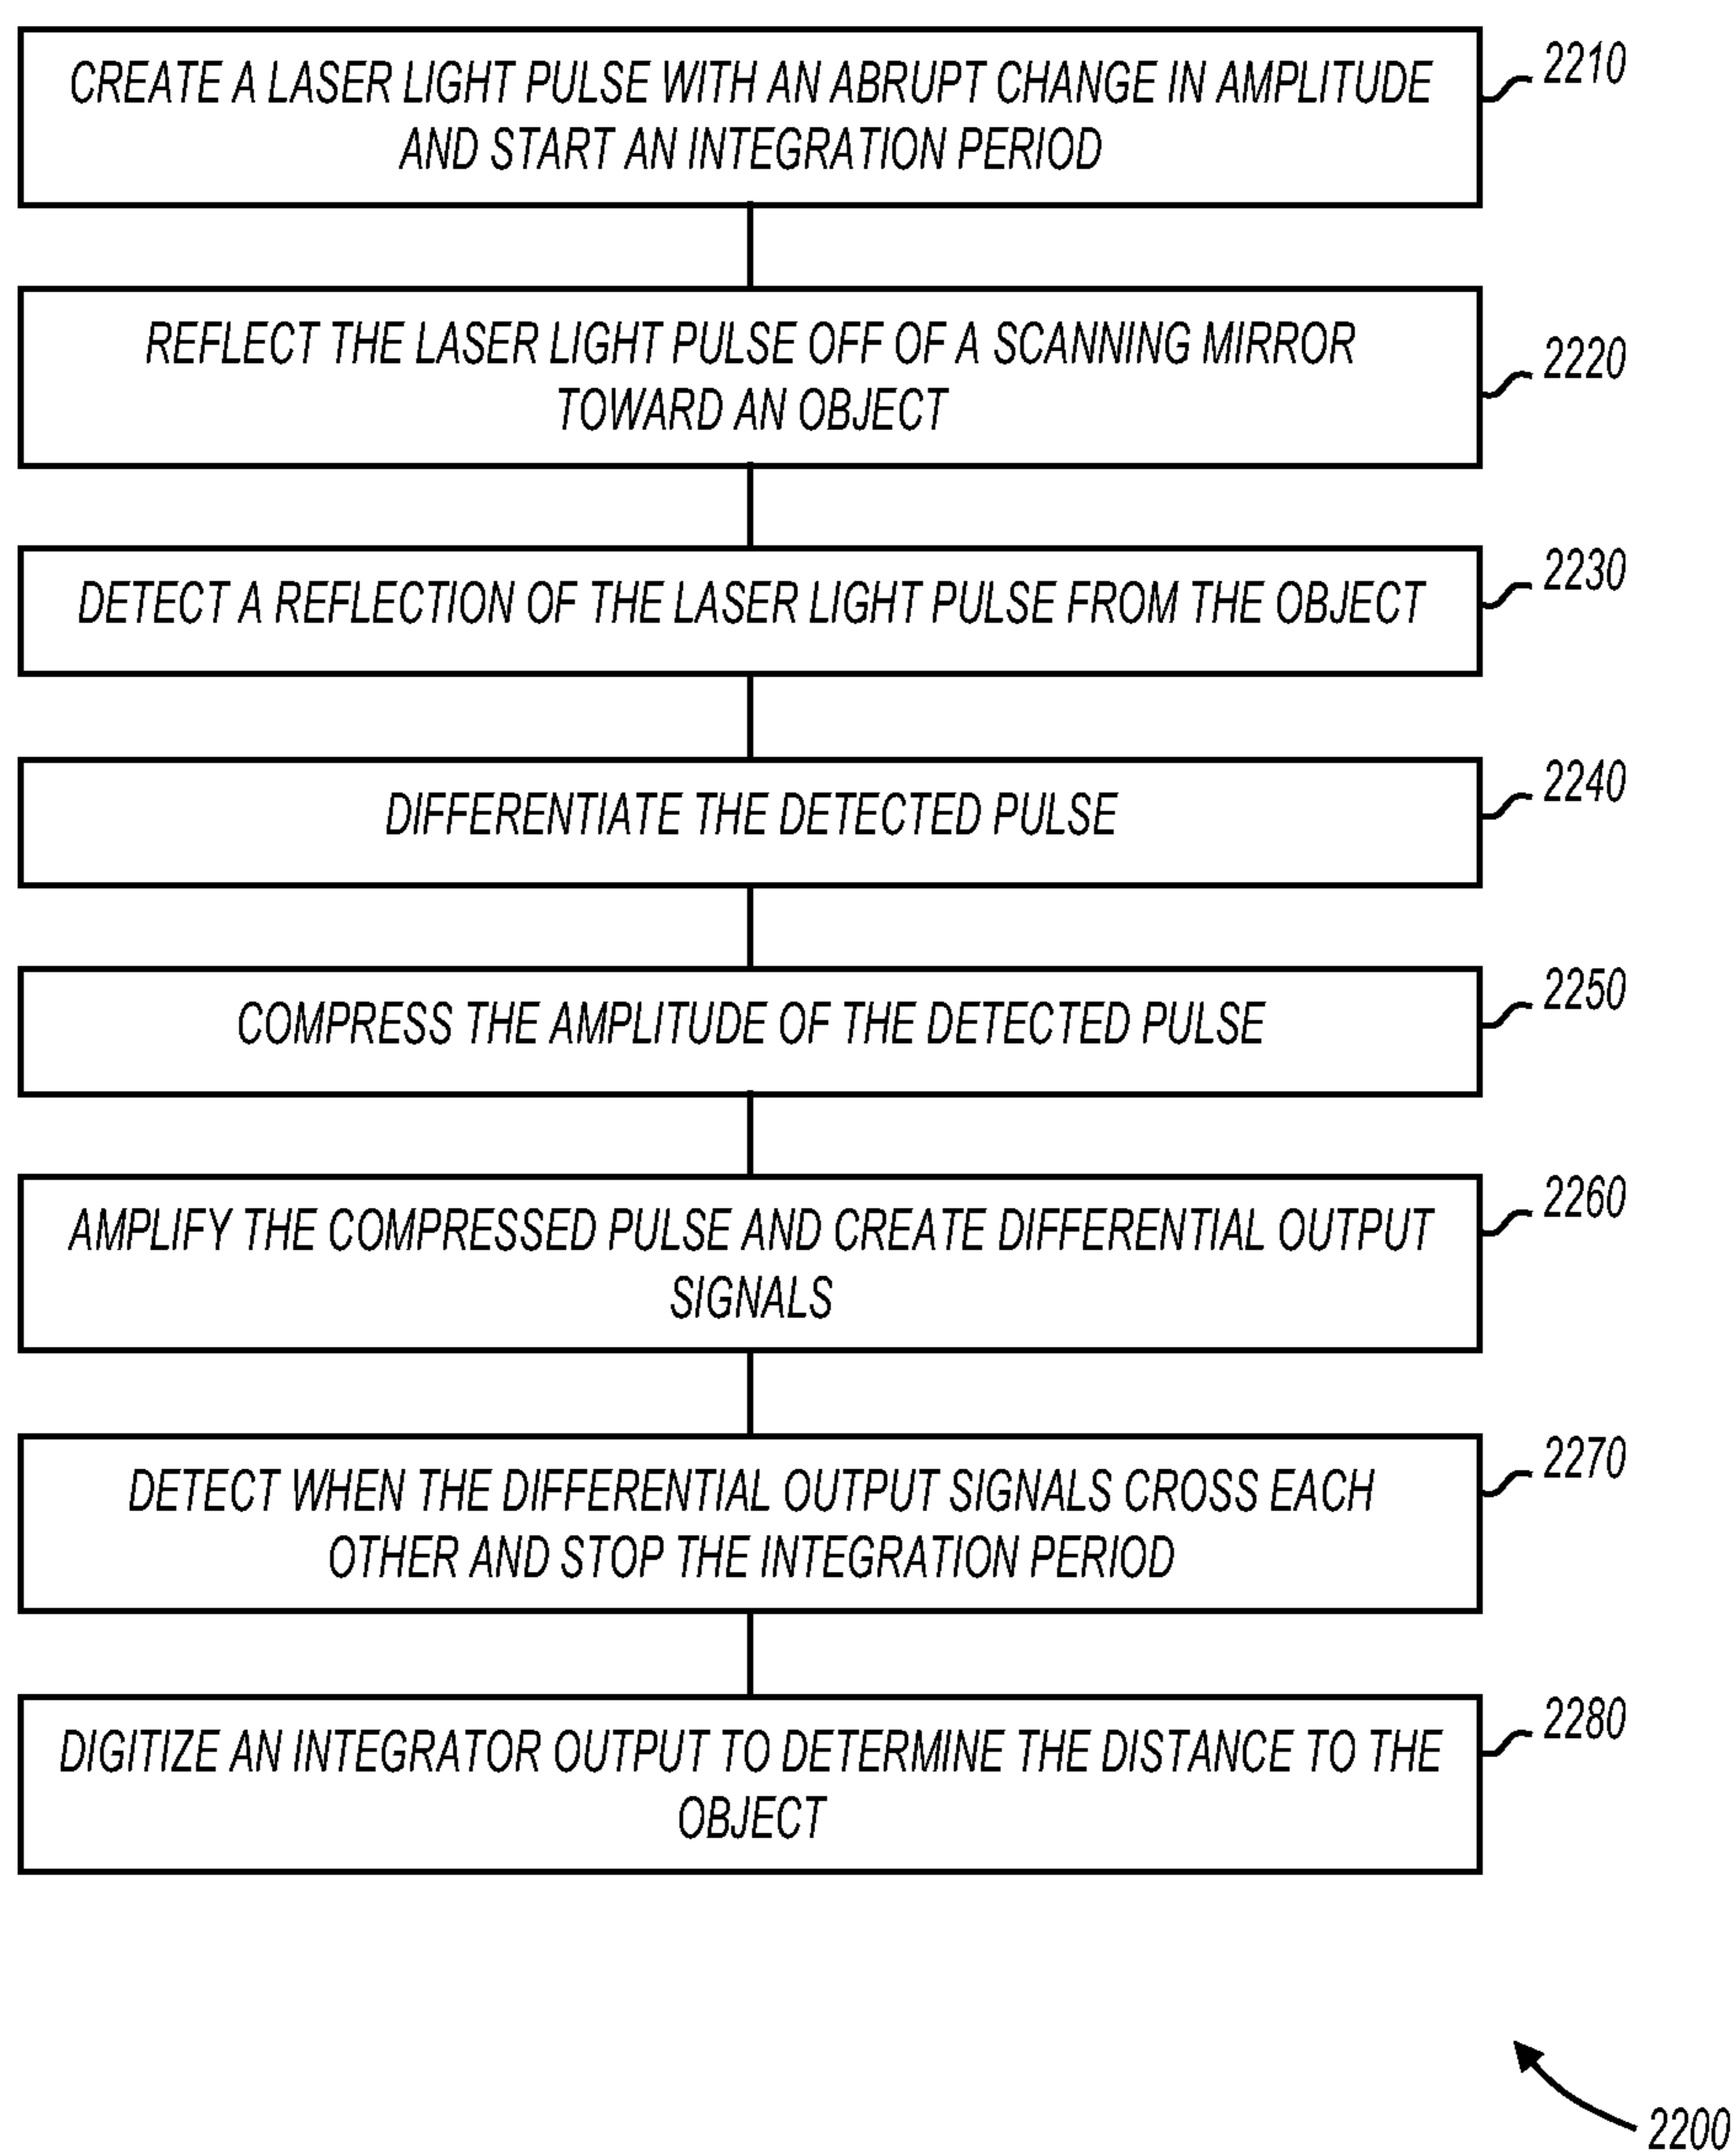 CREATE A LASER LIGHT PULSE WITH AN ABRUPT CHANGE IN AMPLITUDE
AND START AN INTEGRATION PERIOD
2210
REFLECT THE LASER LIGHT PULSE OFF OF A SCANNING MIRROR
TOWARD AN OBJECT
2220
DETECT A REFLECTION OF THE LASER LIGHT PULSE FROM THE OBJECT
2230
DIFFERENTIATE THE DETECTED PULSE
2240
COMPRESS THE AMPLITUDE OF THE DETECTED PULSE
2250
AMPLIFY THE COMPRESSED PULSE AND CREATE DIFFERENTIAL OUTPUT
SIGNALS
2260
DETECT WHEN THE DIFFERENTIAL OUTPUT SIGNALS CROSS EACH
OTHER AND STOP THE INTEGRATION PERIOD
2270
DIGITIZE AN INTEGRATOR OUTPUT TO DETERMINE THE DISTANCE TO THE
OBJECT
2280
2200